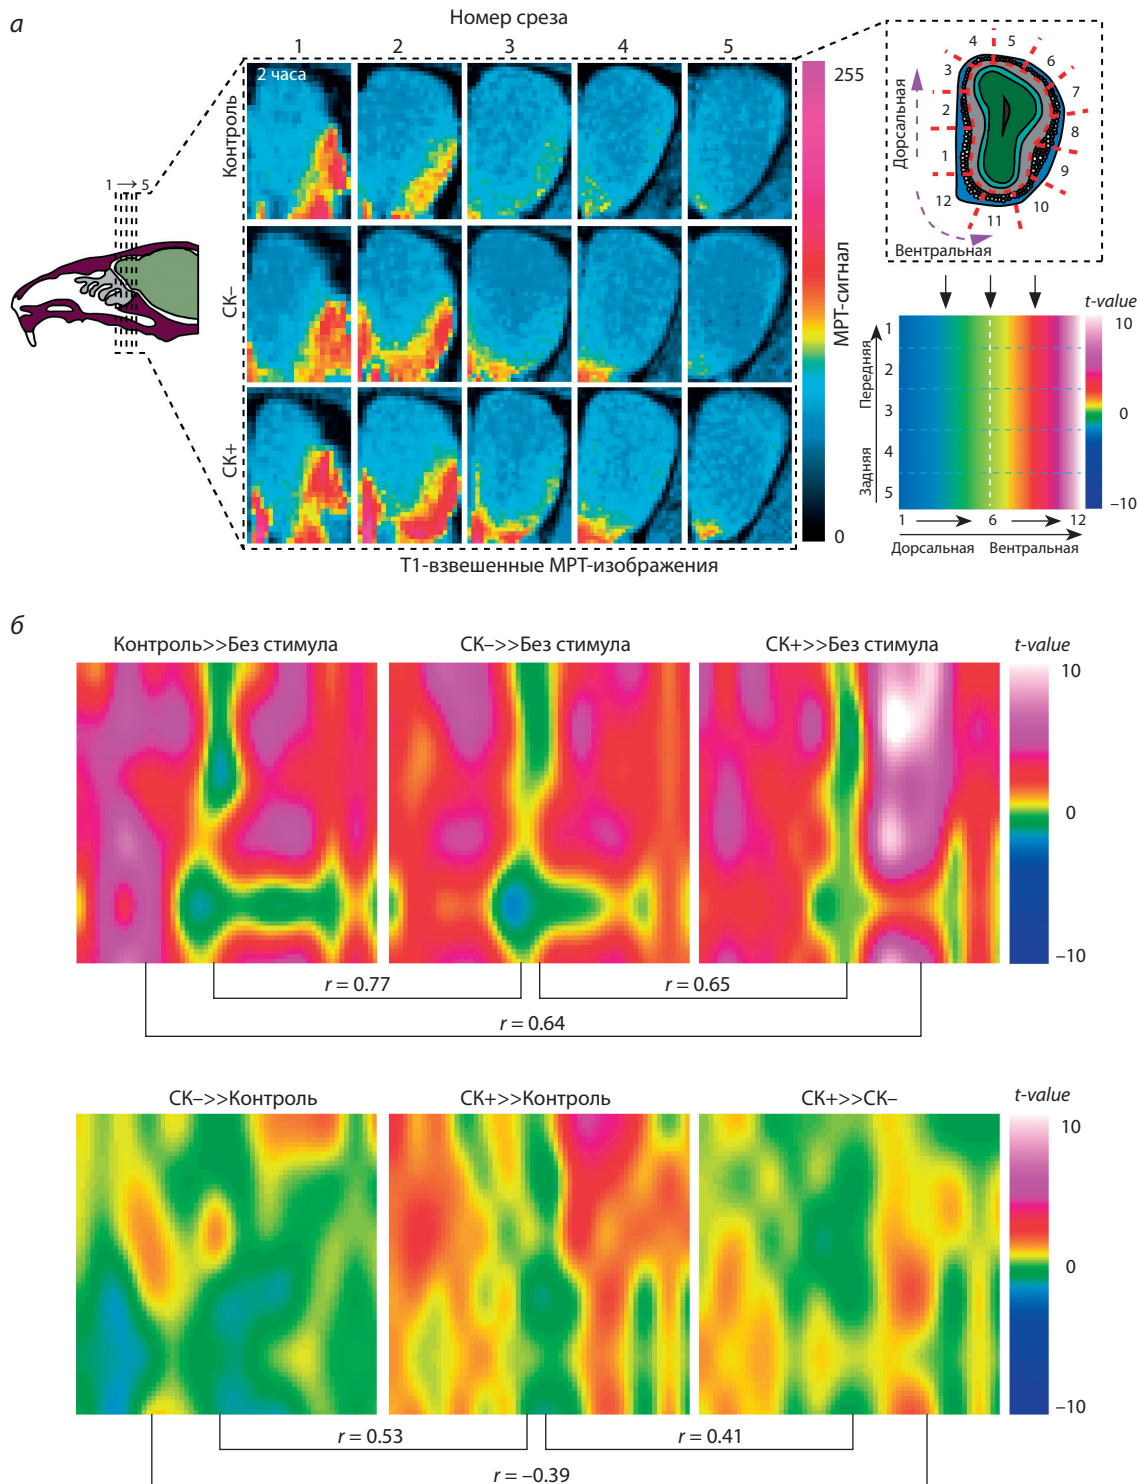 а
Номер среза
1 2 3 4 5
2 часа
Контроль
СК–
СК+
1 → 5
Т1-взвешенные МРТ-изображения
255
МРТ-сигнал
0
Дорсальная
Вентральная
1 2 3 4 5 6 7 8 9 10 11 12
t-value
10
0
–10
Передняя
Задняя
1
2
3
4
5
1 6 12
Дорсальная Вентральная
б
Контроль>>Без стимула СК–>>Без стимула СК+>>Без стимула
t-value
10
0
–10
r = 0.77 r = 0.65
r = 0.64
СК–>>Контроль СК+>>Контроль СК+>>СК–
t-value
10
0
–10
r = 0.53 r = 0.41
r = –0.39